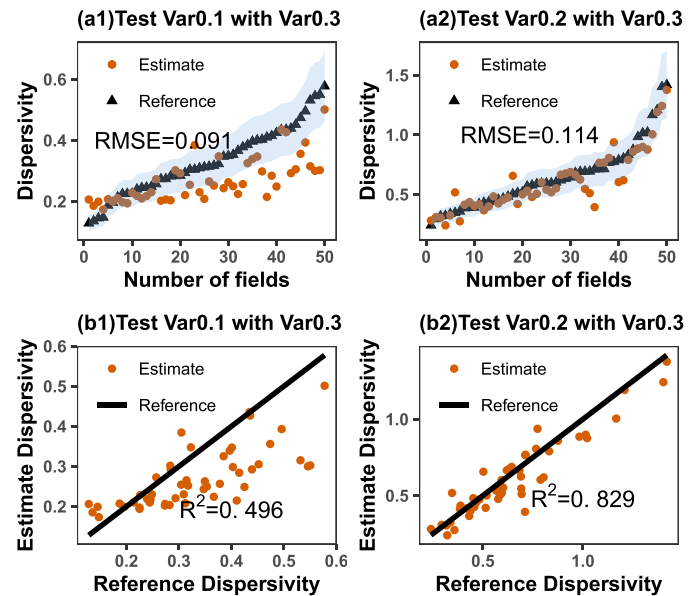 (a1)Test Var0.1 with Var0.3
(a2)Test Var0.2 with Var0.3
Dispersivity
0.6
0.4
0.2
Estimate
Reference
RMSE=0.091
0
10
20
30
40
50
Number of fields
Dispersivity
1.5
1.0
0.5
Estimate
Reference
RMSE=0.114
0
10
20
30
40
50
Number of fields
(b1)Test Var0.1 with Var0.3
(b2)Test Var0.2 with Var0.3
Estimate Dispersivity
0.6
0.5
0.4
0.3
0.2
Estimate
Reference
R²=0. 496
0.2
0.3
0.4
0.5
0.6
Reference Dispersivity
Estimate Dispersivity
1.0
0.5
Estimate
Reference
R²=0. 829
0.5
1.0
Reference Dispersivity